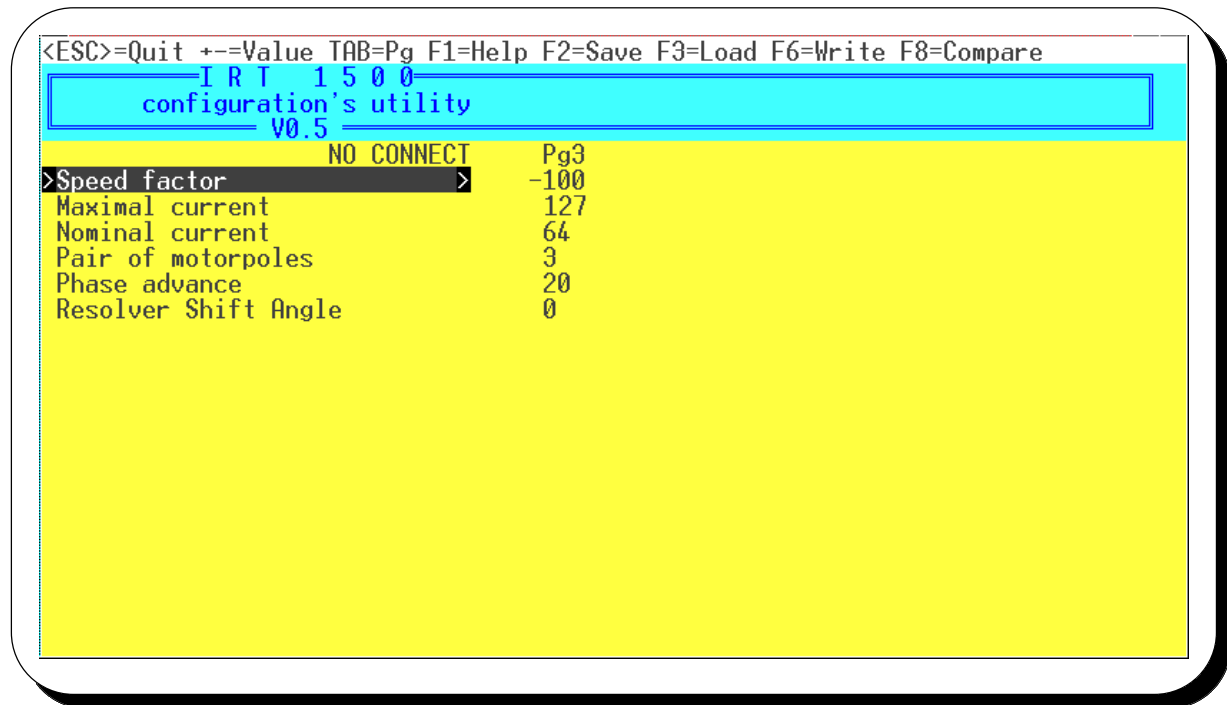 <ESC>=Quit +-=Value TAB=Pg F1=Help F2=Save F3=Load F6=Write F8=Compare
I R T 1 5 0 0
configuration's utility
V0.5
NO CONNECT Pg3
>Speed factor > -100
Maximal current 127
Nominal current 64
Pair of motorpoles 3
Phase advance 20
Resolver Shift Angle 0